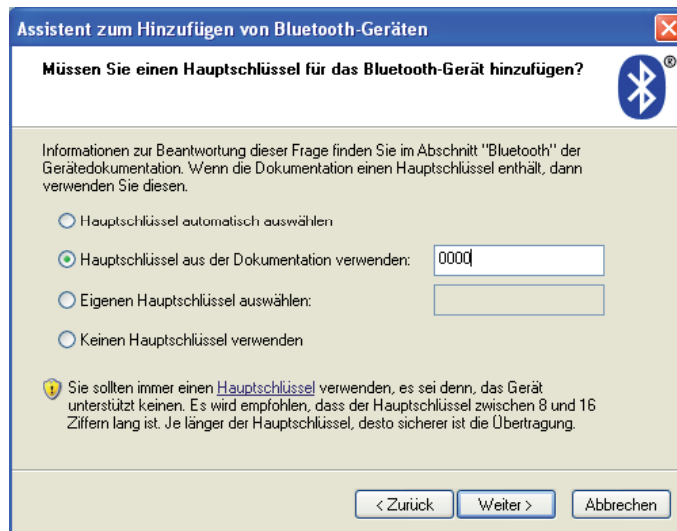 Assistent zum Hinzufügen von Bluetooth-Geräten
Müssen Sie einen Hauptschlüssel für das Bluetooth-Gerät hinzufügen?
®
Informationen zur Beantwortung dieser Frage finden Sie im Abschnitt "Bluetooth" der
Gerätedokumentation. Wenn die Dokumentation einen Hauptschlüssel enthält, dann
verwenden Sie diesen.
Hauptschlüssel automatisch auswählen
Hauptschlüssel aus der Dokumentation verwenden: 0000
Eigenen Hauptschlüssel auswählen:
Keinen Hauptschlüssel verwenden
Sie sollten immer einen Hauptschlüssel verwenden, es sei denn, das Gerät
unterstützt keinen. Es wird empfohlen, dass der Hauptschlüssel zwischen 8 und 16
Ziffern lang ist. Je länger der Hauptschlüssel, desto sicherer ist die Übertragung.
< Zurück Weiter > Abbrechen